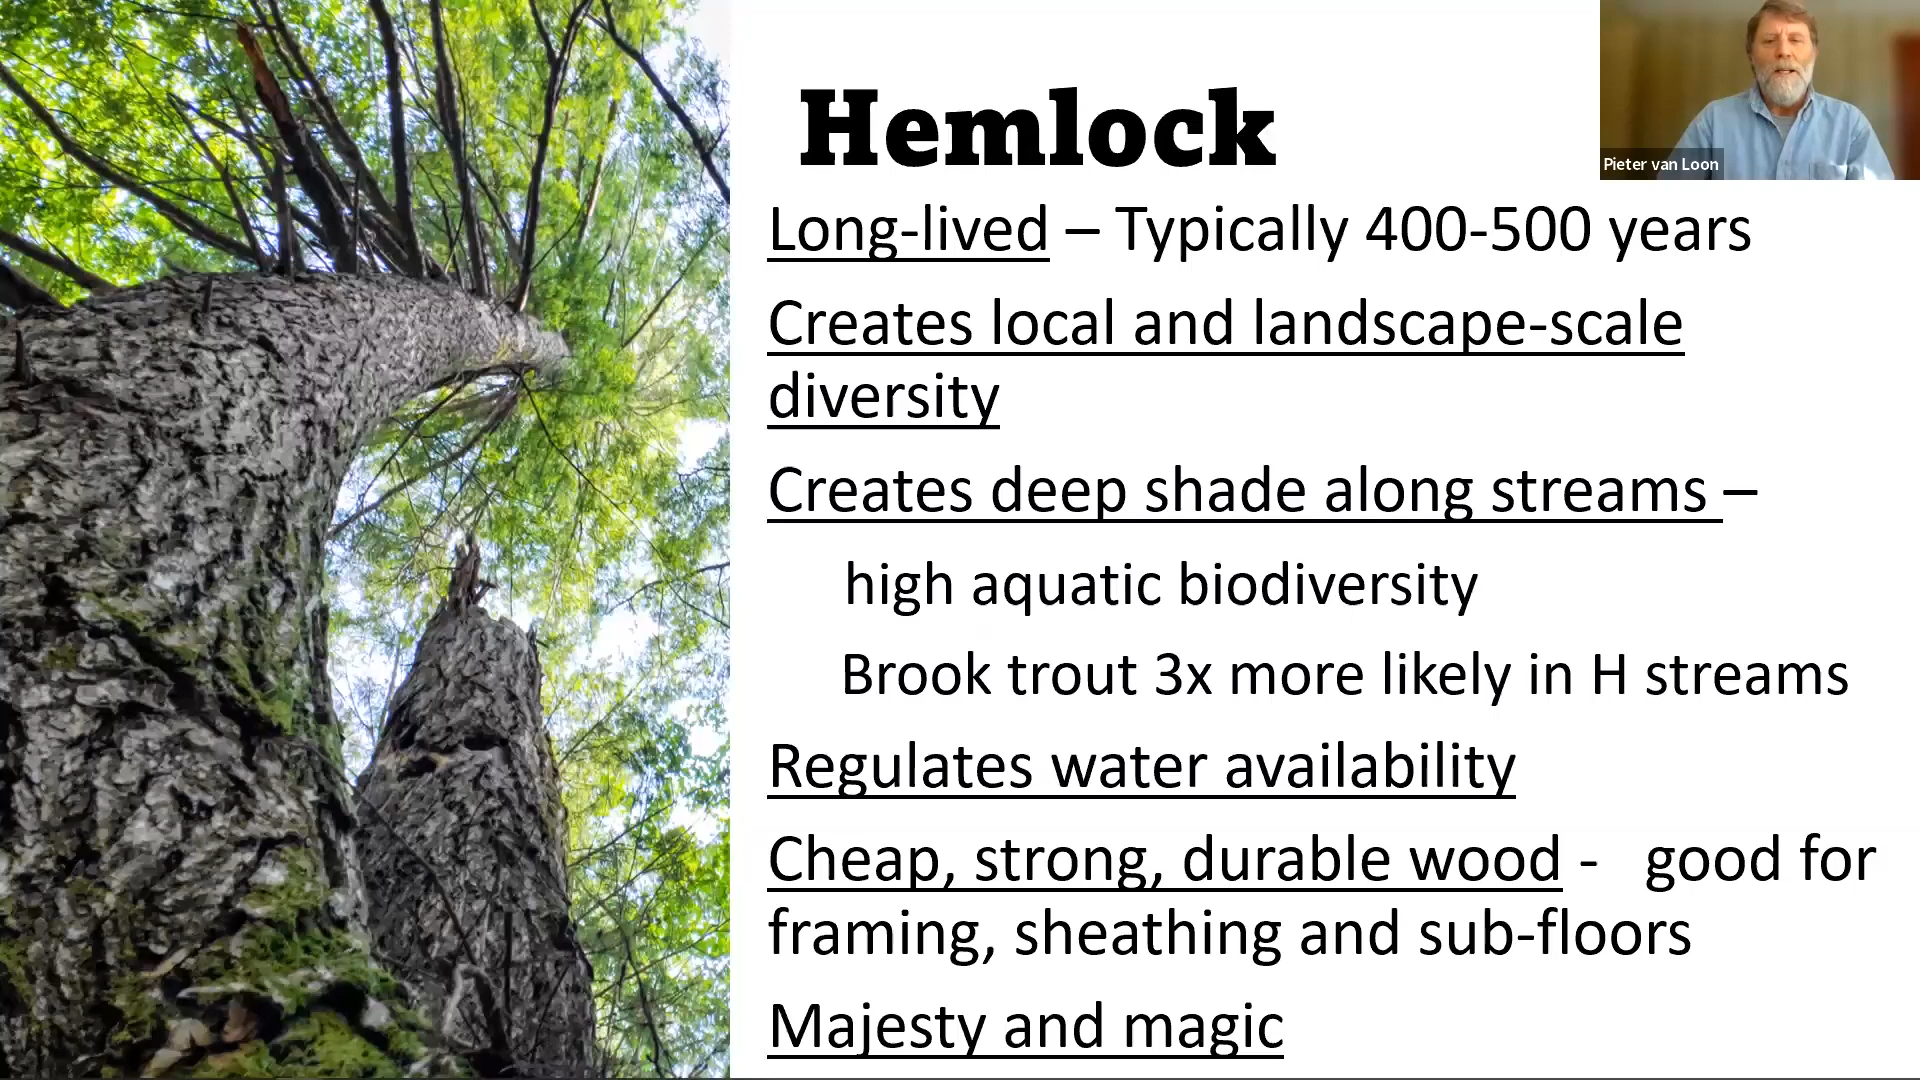 Hemlock
Pieter van Loon
Long-lived – Typically 400-500 years
Creates local and landscape-scale
diversity
Creates deep shade along streams –
high aquatic biodiversity
Brook trout 3x more likely in H streams
Regulates water availability
Cheap, strong, durable wood - good for
framing, sheathing and sub-floors
Majesty and magic